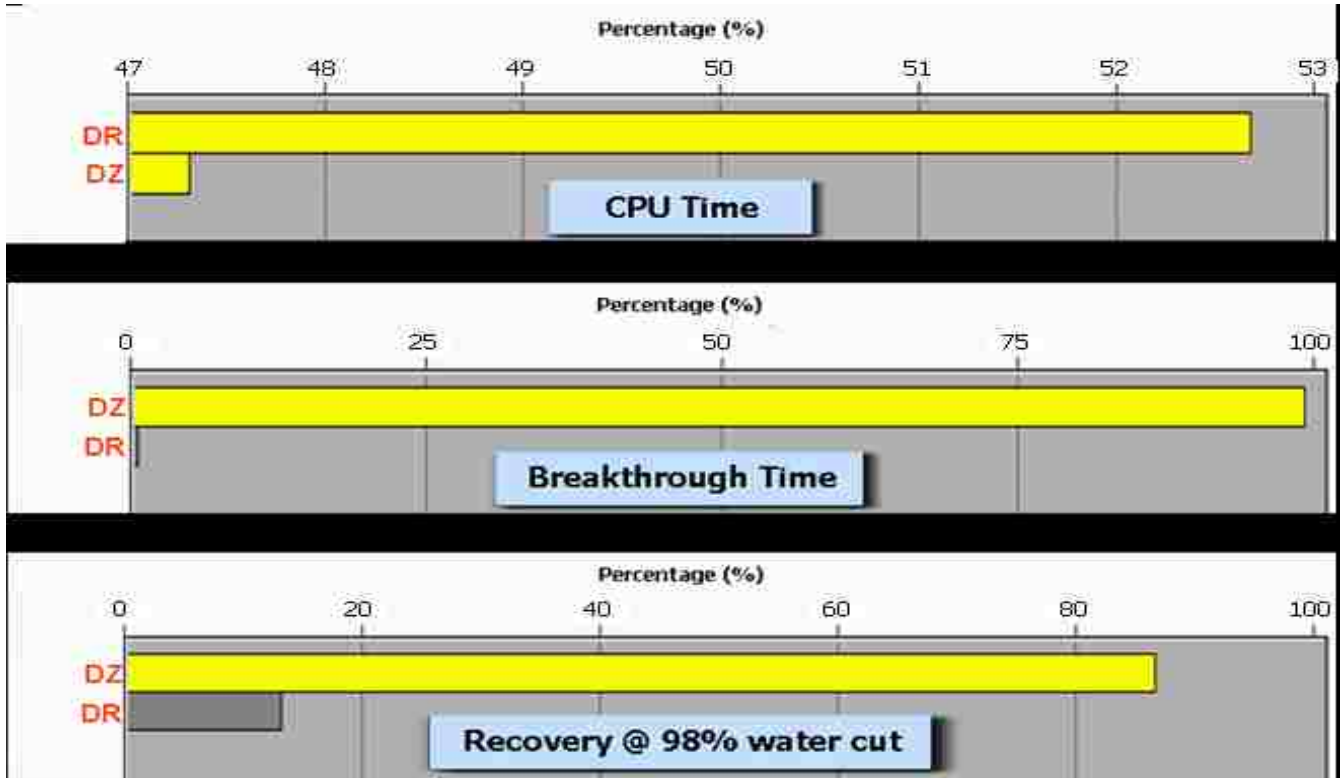 Percentage (%)
47 48 49 50 51 52 53
DR
DZ
CPU Time
Percentage (%)
0 25 50 75 100
DZ
DR
Breakthrough Time
Percentage (%)
0 20 40 60 80 100
DZ
DR
Recovery @ 98% water cut